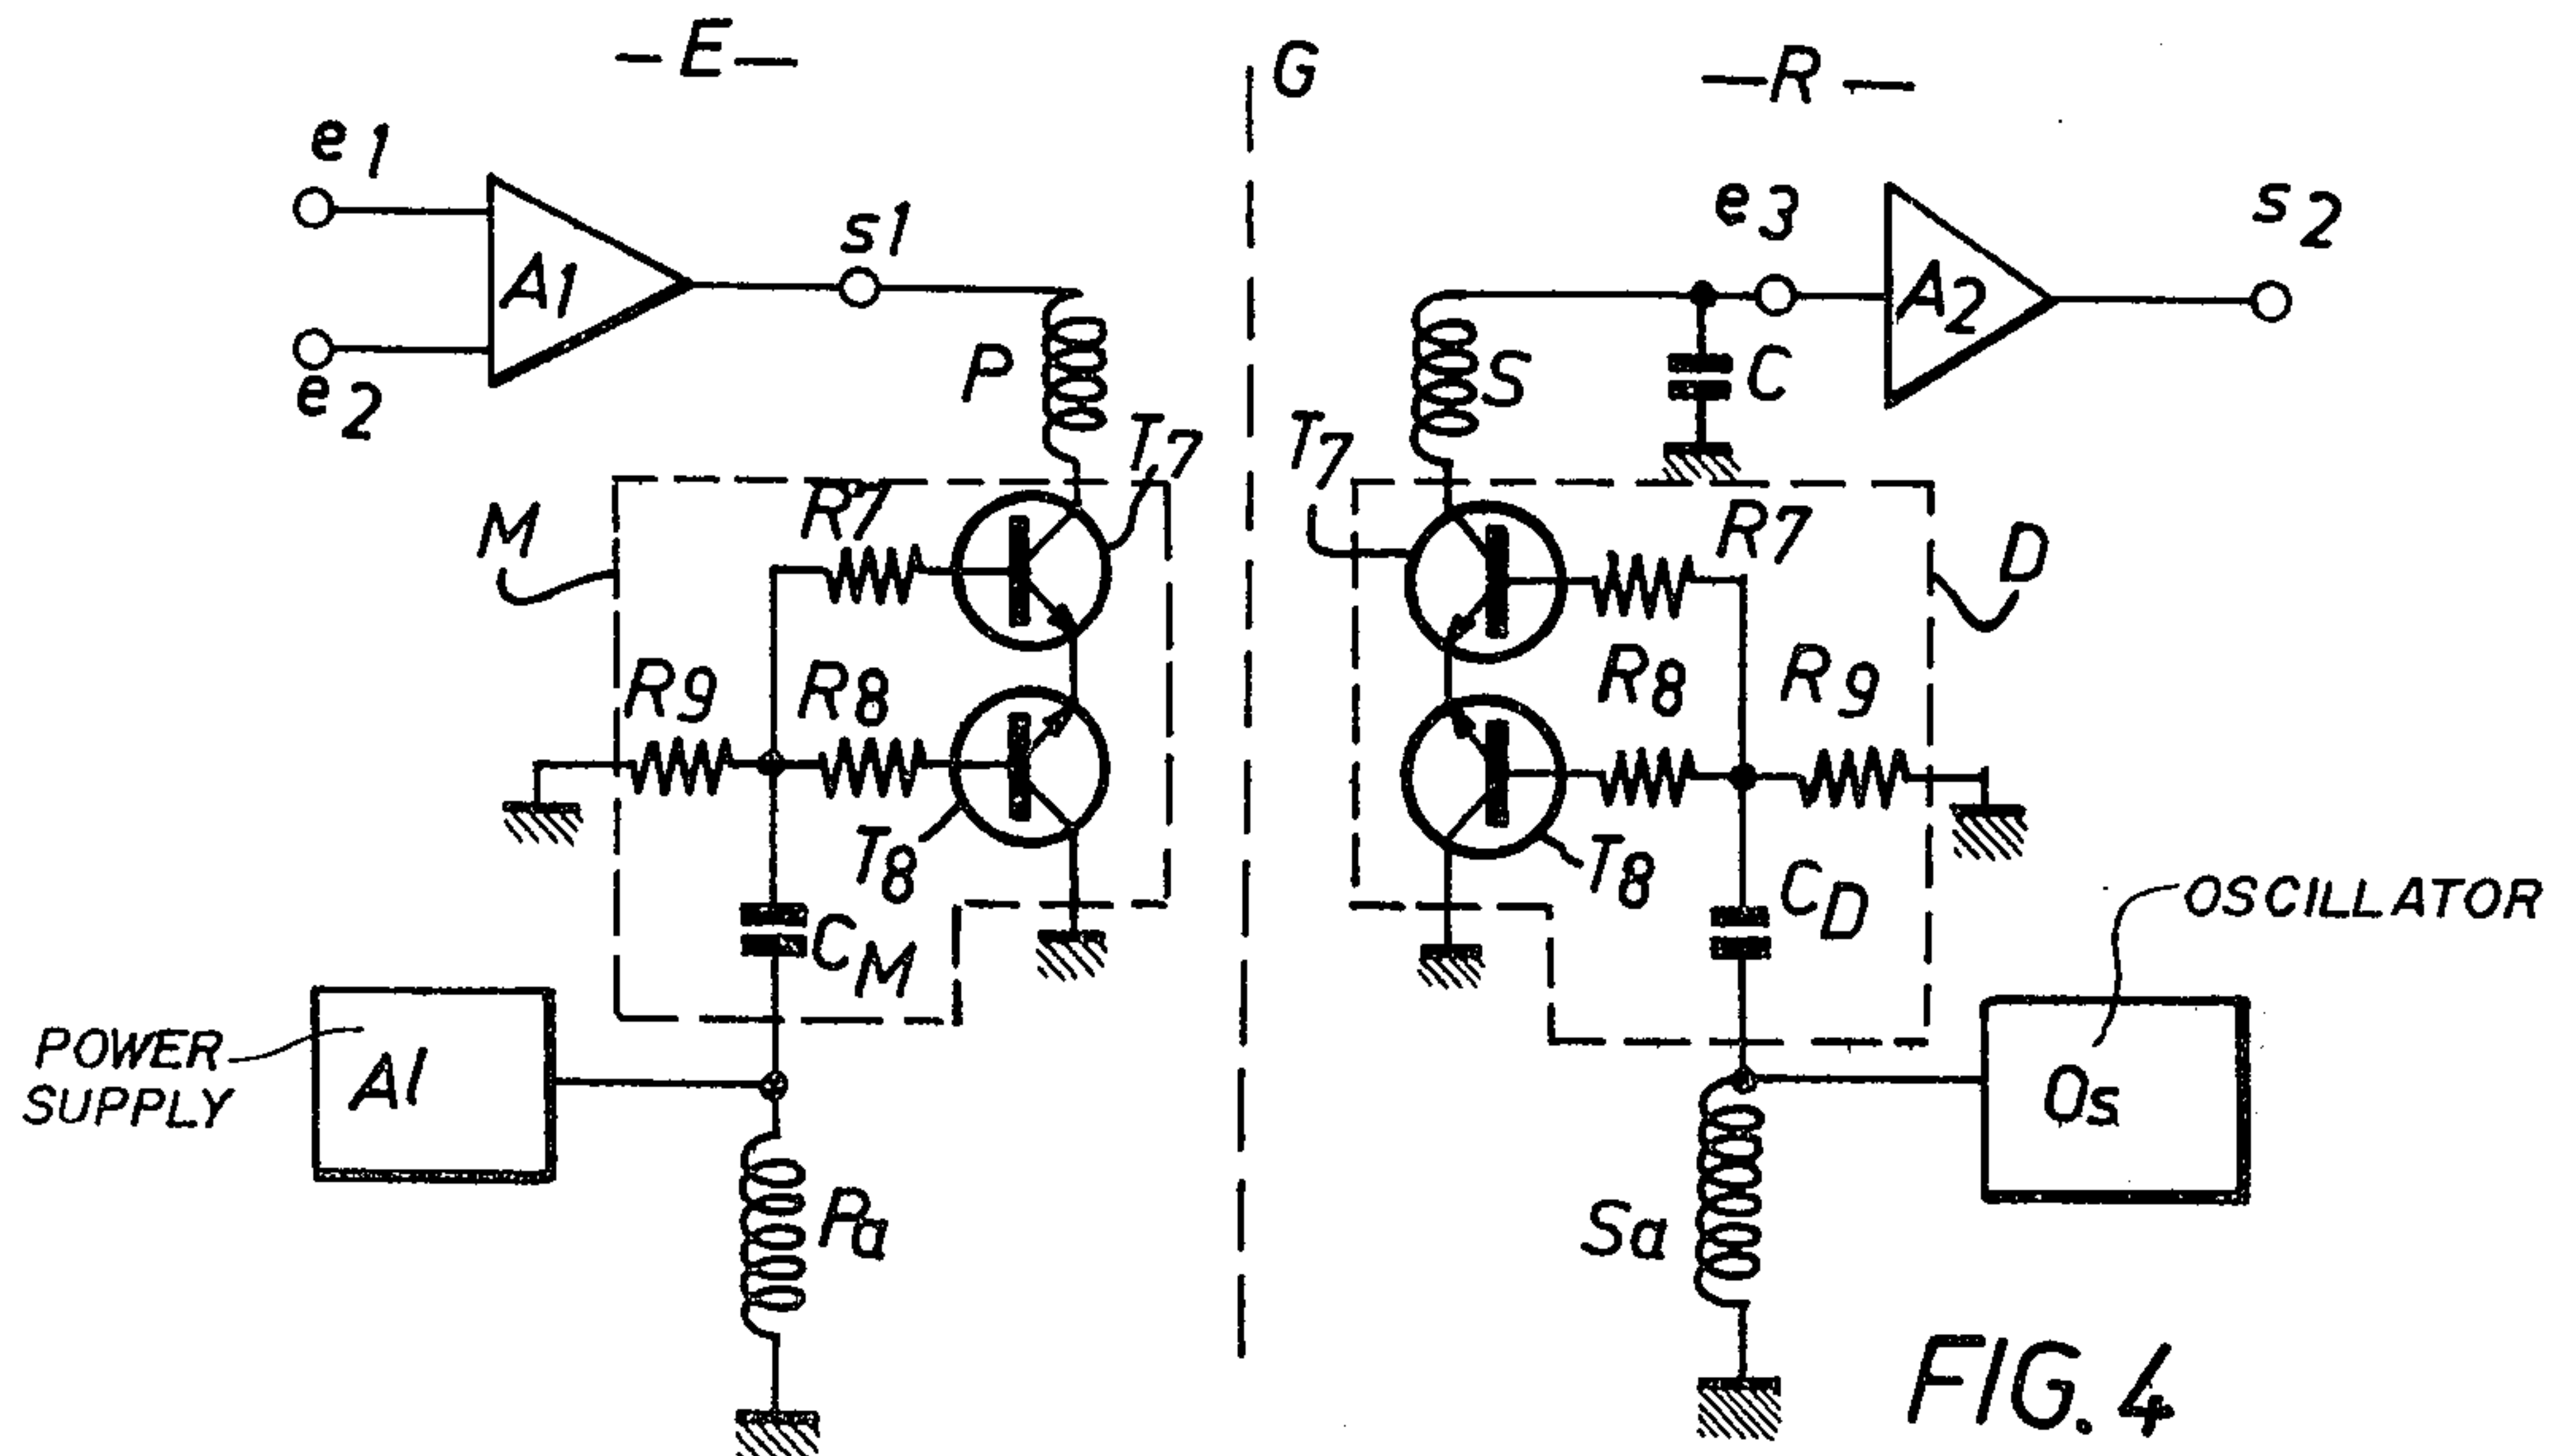 — E —
G
— R —
e1
s1
e3
s2
A1
A2
e2
P
S
C
T7
T7
R7
R7
M
D
R9
R8
R8
R9
T8
T8
CM
CD
OSCILLATOR
POWER
SUPPLY
Al
Os
Pa
Sa
FIG. 4